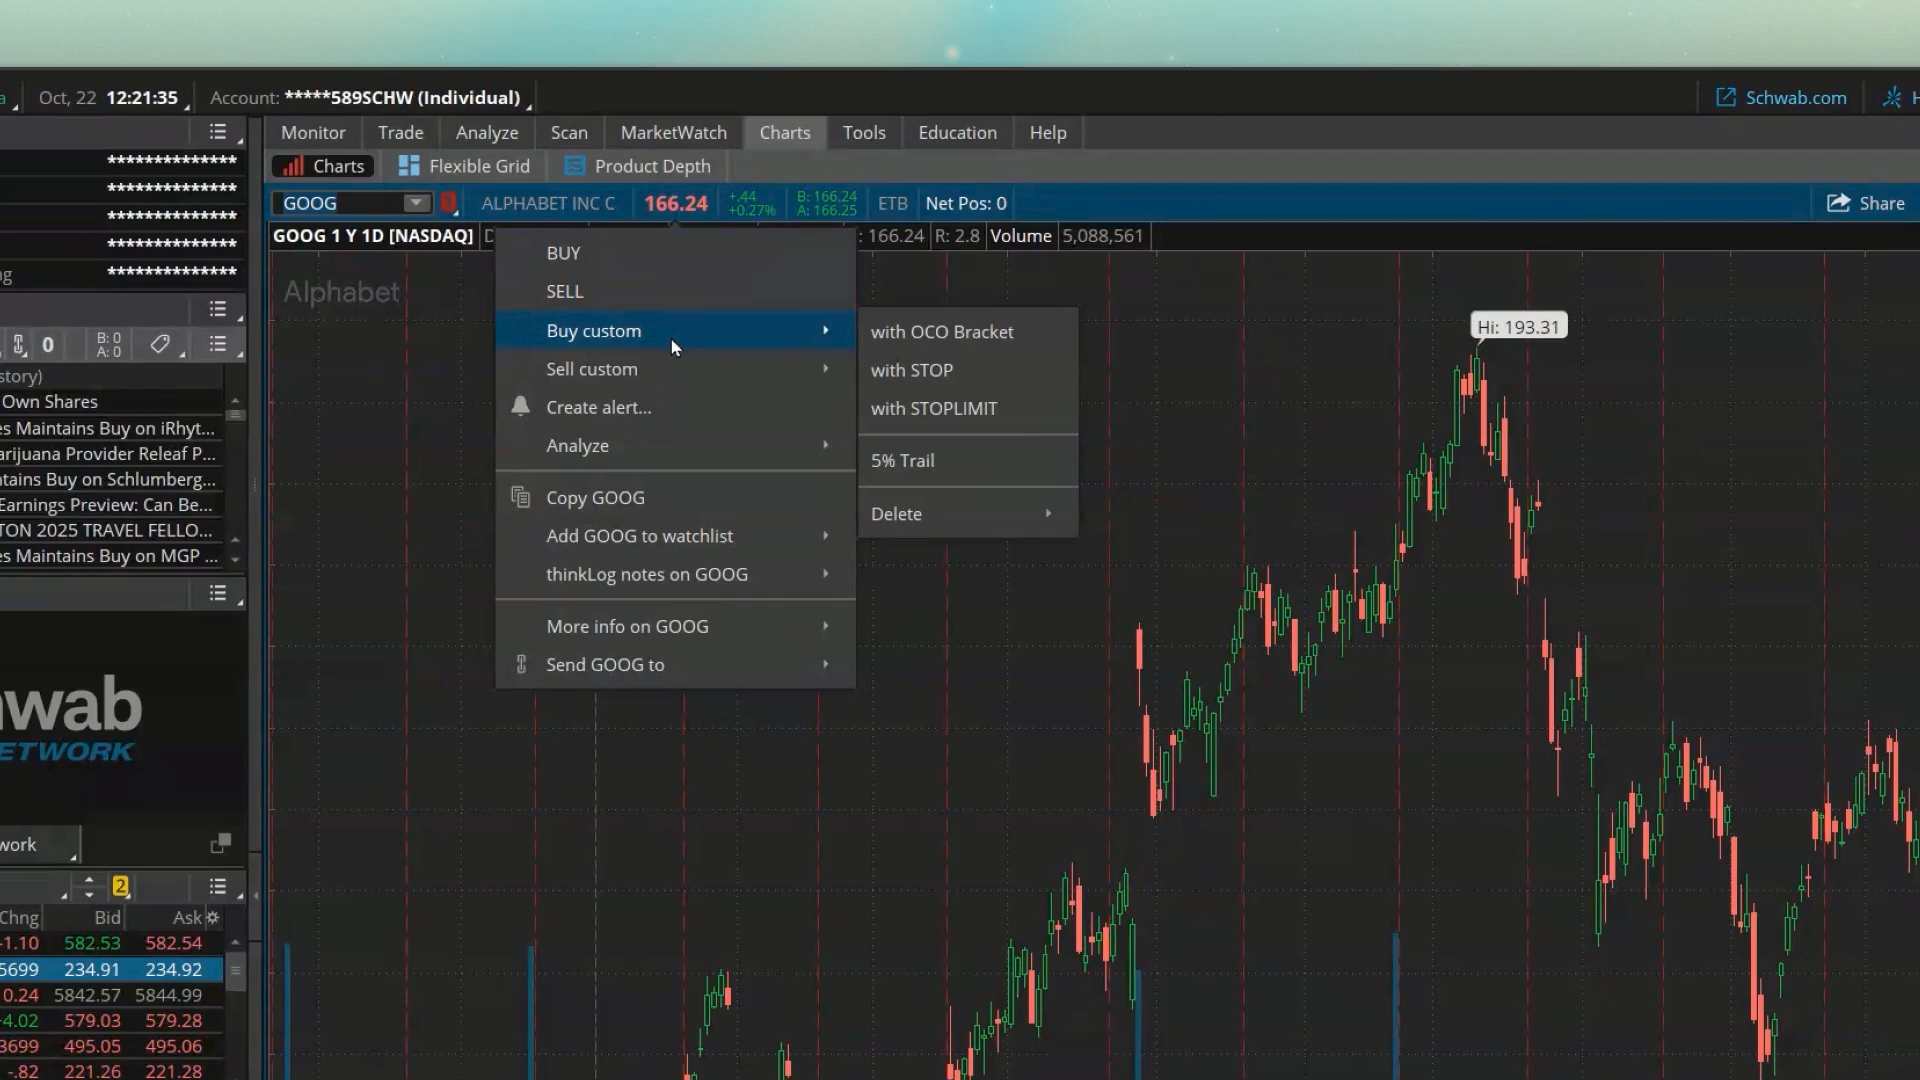 a Oct, 22 12:21:35 Account: *****589SCHW (Individual) Schwab.com H
Monitor Trade Analyze Scan MarketWatch Charts Tools Education Help
Charts Flexible Grid Product Depth
GOOG ALPHABET INC C 166.24 +.44 +0.27% B: 166.24 A: 166.25 ETB Net Pos: 0 Share
GOOG 1 Y 1D [NASDAQ] D : 166.24 R: 2.8 Volume 5,088,561
Alphabet
Hi: 193.31
BUY
SELL
Buy custom
Sell custom
Create alert...
Analyze
Copy GOOG
Add GOOG to watchlist
thinkLog notes on GOOG
More info on GOOG
Send GOOG to
with OCO Bracket
with STOP
with STOPLIMIT
5% Trail
Delete
**************
**************
**************
**************
g **************
0 B: 0 A: 0
story)
Own Shares
es Maintains Buy on iRhyt...
arijuana Provider Releaf P...
ntains Buy on Schlumberg...
Earnings Preview: Can Be...
TON 2025 TRAVEL FELLO...
es Maintains Buy on MGP ...
hwab
ETWORK
work
2
Chng Bid Ask
-1.10 582.53 582.54
5699 234.91 234.92
0.24 5842.57 5844.99
+4.02 579.03 579.28
3699 495.05 495.06
-.82 221.26 221.28